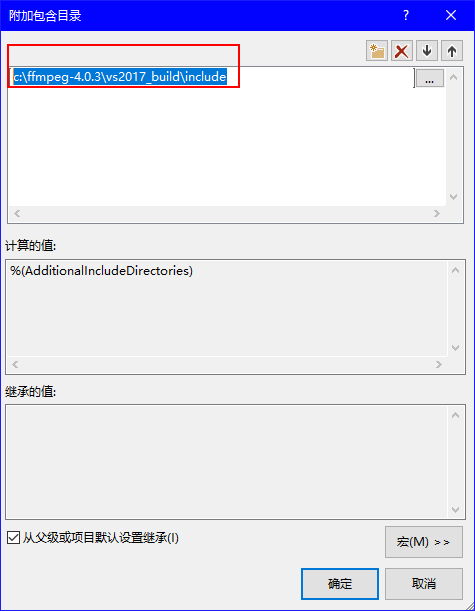 附加包含目录
?
c:\ffmpeg-4.0.3\vs2017_build\include
...
计算的值:
%(AdditionalIncludeDirectories)
继承的值:
从父级或项目默认设置继承(I)
宏(M) >>
确定
取消